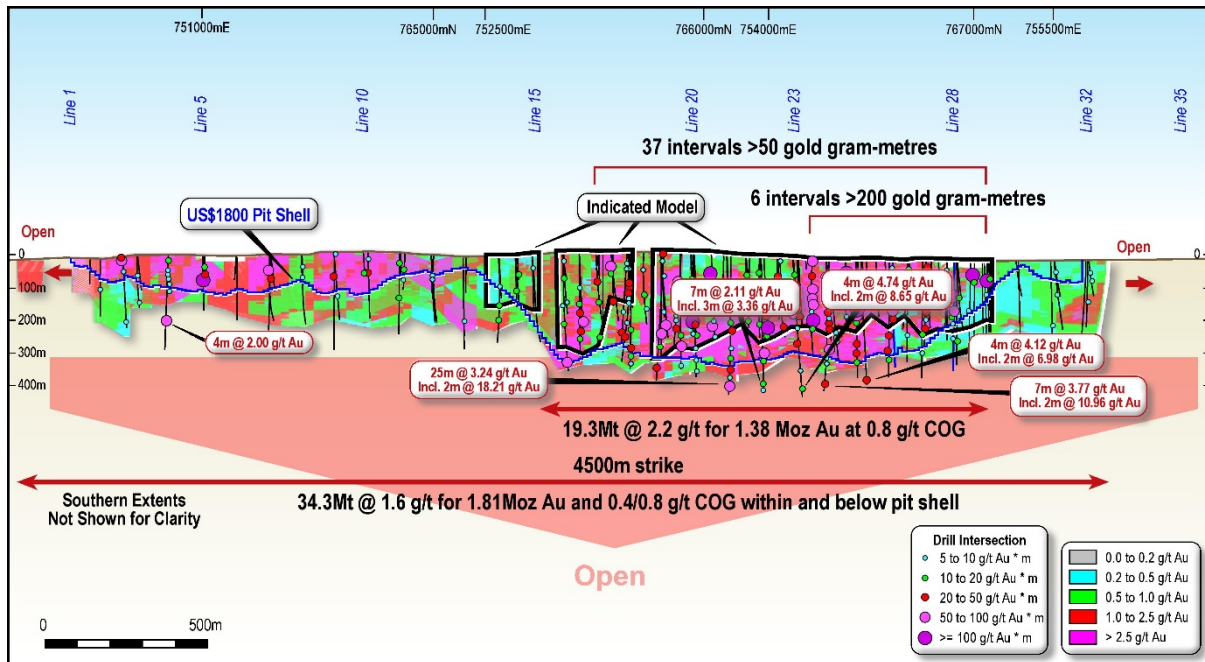 751000mE
765000mN
752500mE
766000mN
754000mE
767000mN
755500mE
Line 1
Line 5
Line 10
Line 15
Line 20
Line 23
Line 28
Line 32
Line 35
37 intervals >50 gold gram-metres
6 intervals >200 gold gram-metres
US$1800 Pit Shell
Indicated Model
Open
Open
0
0
100m
200m
300m
400m
7m @ 2.11 g/t Au
Incl. 3m @ 3.36 g/t Au
4m @ 4.74 g/t Au
Incl. 2m @ 8.65 g/t Au
4m @ 2.00 g/t Au
25m @ 3.24 g/t Au
Incl. 2m @ 18.21 g/t Au
4m @ 4.12 g/t Au
Incl. 2m @ 6.98 g/t Au
7m @ 3.77 g/t Au
Incl. 2m @ 10.96 g/t Au
19.3Mt @ 2.2 g/t for 1.38 Moz Au at 0.8 g/t COG
4500m strike
34.3Mt @ 1.6 g/t for 1.81Moz Au and 0.4/0.8 g/t COG within and below pit shell
Southern Extents
Not Shown for Clarity
Open
0
500m
Drill Intersection
5 to 10 g/t Au * m
10 to 20 g/t Au * m
20 to 50 g/t Au * m
50 to 100 g/t Au * m
>= 100 g/t Au * m
0.0 to 0.2 g/t Au
0.2 to 0.5 g/t Au
0.5 to 1.0 g/t Au
1.0 to 2.5 g/t Au
> 2.5 g/t Au